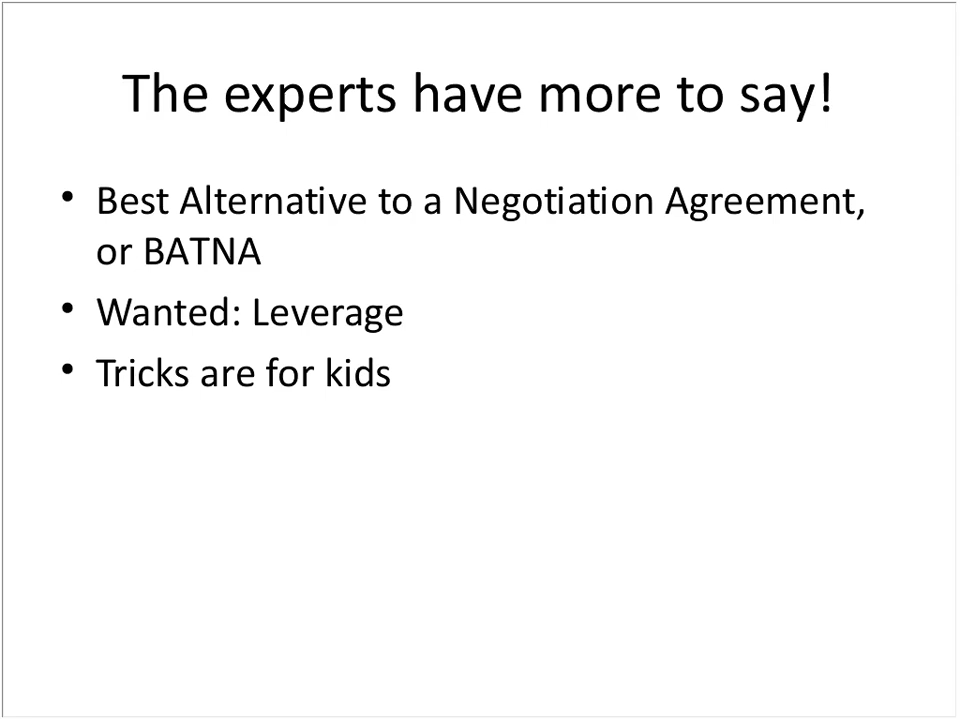 The experts have more to say!
• Best Alternative to a Negotiation Agreement,
or BATNA
• Wanted: Leverage
• Tricks are for kids